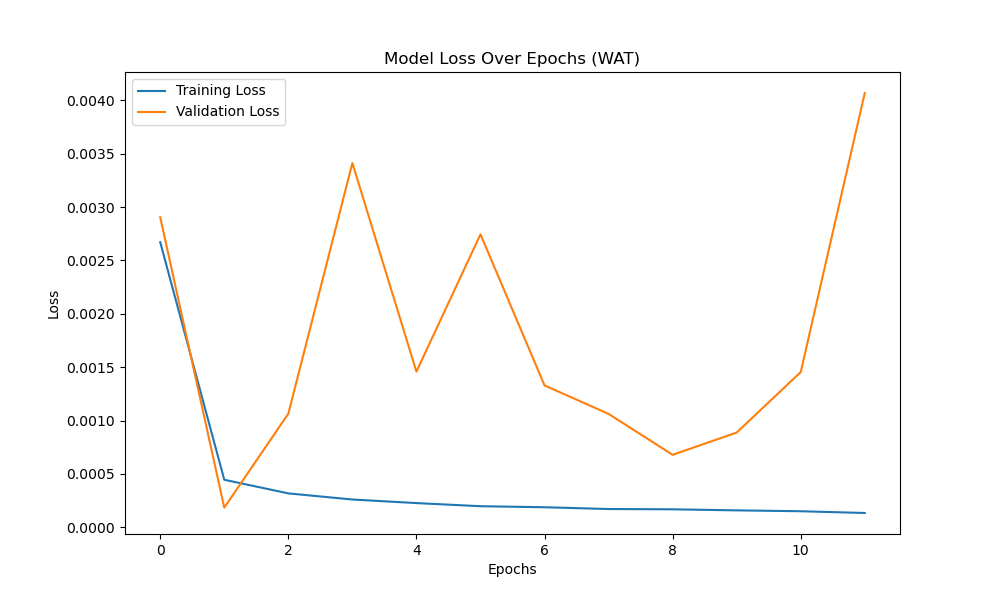 Model Loss Over Epochs (WAT)
Training Loss
Validation Loss
0.0040
0.0035
0.0030
0.0025
0.0020
0.0015
0.0010
0.0005
0.0000
Loss
0 2 4 6 8 10
Epochs